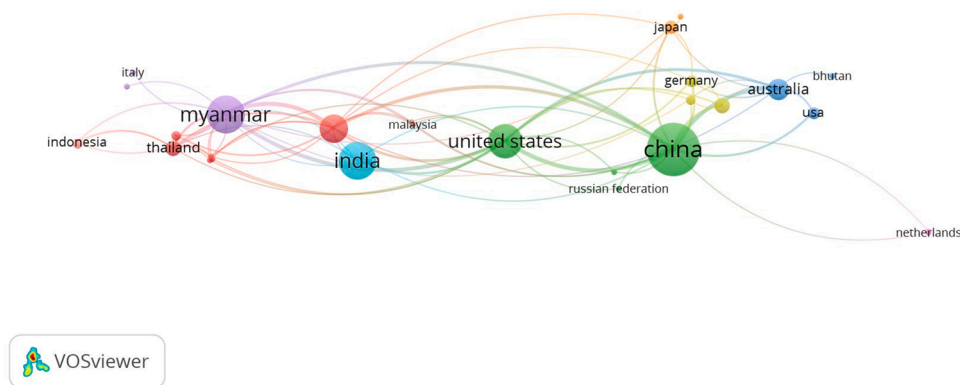 japan
italy
germany
bhutan
australia
myanmar
usa
malaysia
indonesia
united states
thailand
china
india
russian federation
netherlands
VOSviewer